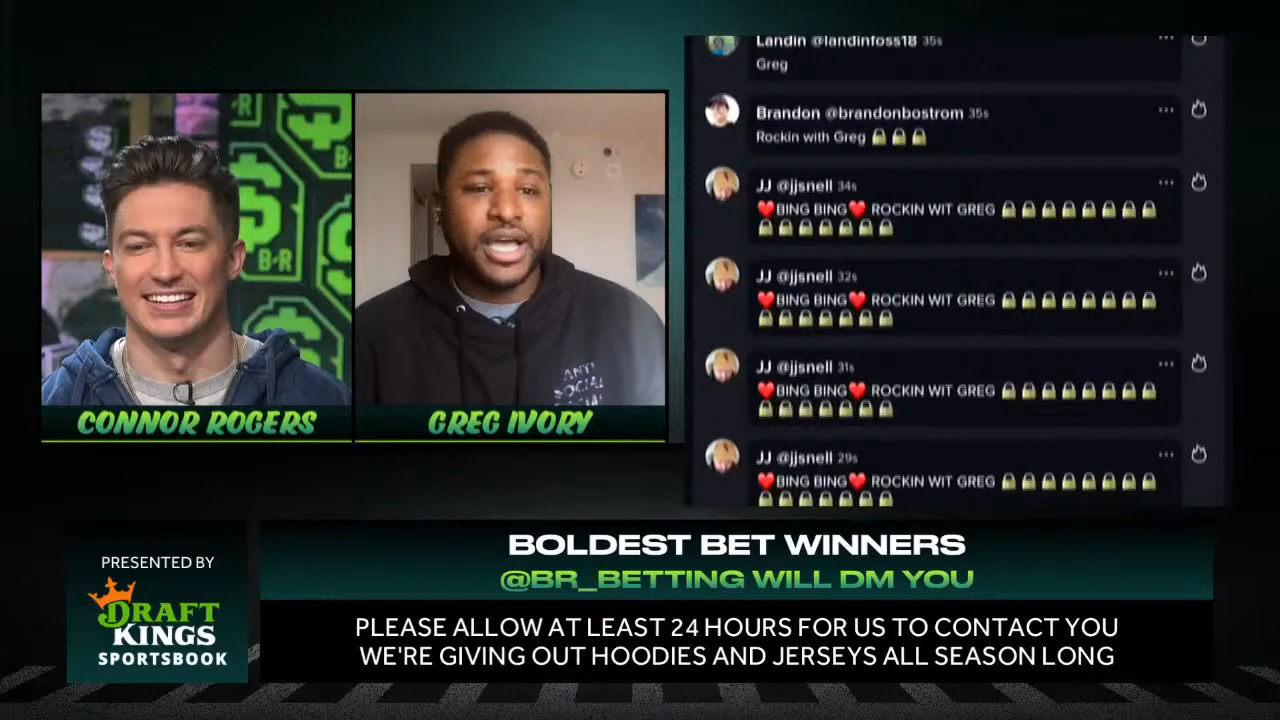 Landin @landinfoss18 35s
Greg
Brandon @brandonbostrom 35s
Rockin with Greg 🔒 🔒 🔒
JJ @jjsnell 34s
❤️BING BING❤️ ROCKIN WIT GREG 🔒 🔒 🔒 🔒 🔒 🔒 🔒 🔒
🔒 🔒 🔒 🔒 🔒 🔒 🔒
JJ @jjsnell 32s
❤️BING BING❤️ ROCKIN WIT GREG 🔒 🔒 🔒 🔒 🔒 🔒 🔒 🔒
🔒 🔒 🔒 🔒 🔒 🔒 🔒
JJ @jjsnell 31s
❤️BING BING❤️ ROCKIN WIT GREG 🔒 🔒 🔒 🔒 🔒 🔒 🔒 🔒
🔒 🔒 🔒 🔒 🔒 🔒 🔒
JJ @jjsnell 29s
❤️BING BING❤️ ROCKIN WIT GREG 🔒 🔒 🔒 🔒 🔒 🔒 🔒 🔒
🔒 🔒 🔒 🔒 🔒 🔒 🔒
B-R
B·R
ANTI
SOCIAL
SOCIAL
CONNOR ROGERS
GREG IVORY
PRESENTED BY
DRAFT
KINGS
SPORTSBOOK
BOLDEST BET WINNERS
@BR_BETTING WILL DM YOU
PLEASE ALLOW AT LEAST 24 HOURS FOR US TO CONTACT YOU
WE'RE GIVING OUT HOODIES AND JERSEYS ALL SEASON LONG